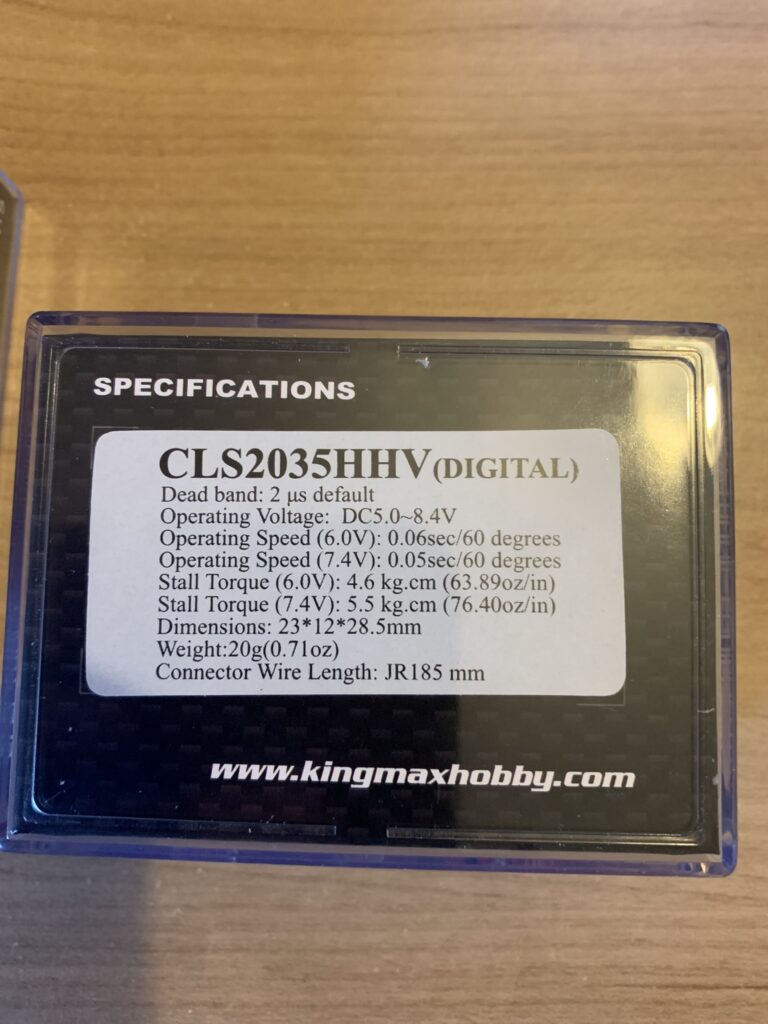 SPECIFICATIONS
CLS2035HHV(DIGITAL)
Dead band: 2 μs default
Operating Voltage: DC5.0~8.4V
Operating Speed (6.0V): 0.06sec/60 degrees
Operating Speed (7.4V): 0.05sec/60 degrees
Stall Torque (6.0V): 4.6 kg.cm (63.89oz/in)
Stall Torque (7.4V): 5.5 kg.cm (76.40oz/in)
Dimensions: 23*12*28.5mm
Weight:20g(0.71oz)
Connector Wire Length: JR185 mm
www.kingmaxhobby.com